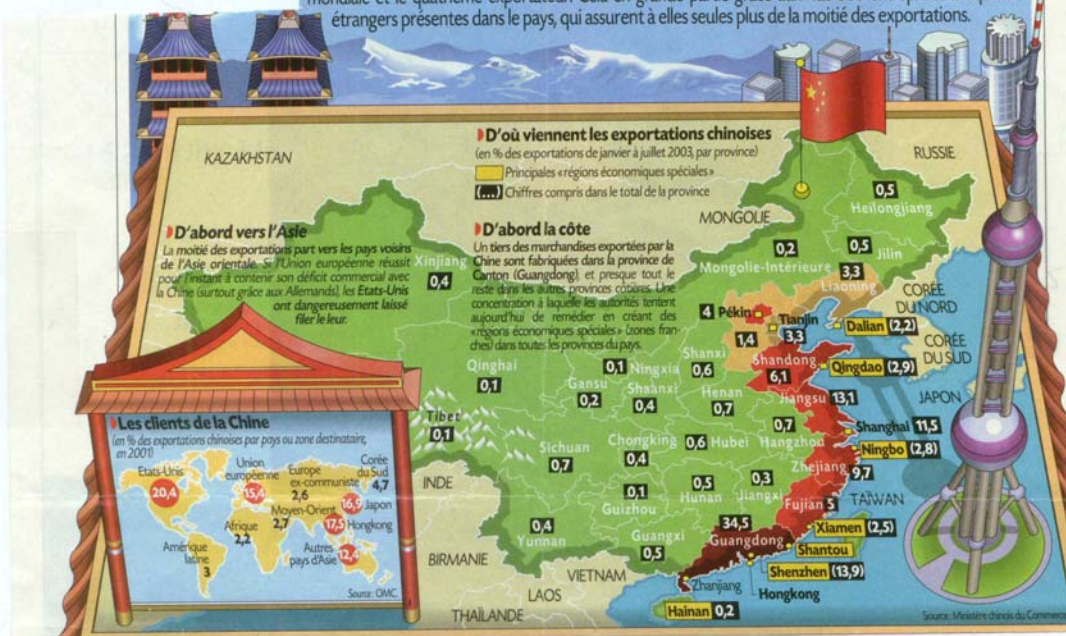 étrangers présentes dans le pays, qui assurent à elles seules plus de la moitié des exportations.
D'où viennent les exportations chinoises
(en % des exportations de janvier à juillet 2003, par province)
Principales «régions économiques spéciales»
(...) Chiffres compris dans le total de la province
D'abord vers l'Asie
La moitié des exportations part vers les pays voisins
de l'Asie orientale. Si l'Union européenne réussit
pour l'instant à contenir son déficit commercial avec
la Chine (surtout grâce aux Allemands), les Etats-Unis
ont dangereusement laissé
filer le leur.
D'abord la côte
Un tiers des marchandises exportées par la
Chine sont fabriquées dans la province de
Canton (Guangdong), et presque tout le
reste dans les autres provinces côtières. Une
concentration à laquelle les autorités tentent
aujourd'hui de remédier en créant des
«régions économiques spéciales» (zones fran-
ches) dans toutes les provinces du pays.
KAZAKHSTAN
RUSSIE
MONGOLIE
0,5
Heilongjiang
0,5
Jilin
0,2
Mongolie-Intérieure
3,3
Liaoning
Xinjiang
0,4
CORÉE
DU NORD
4 Pékin
Tianjin
3,3
Dalian (2,2)
1,4
CORÉE
DU SUD
Shanxi
0,6
Shandong
6,1
Qingdao (2,9)
Qinghai
0,1
0,1 Ningxia
Gansu
0,2
Shaanxi
0,4
Henan
0,7
Jiangsu 13,1
JAPON
Tibet
0,1
0,7
Hangzhou
Shanghai 11,5
Ningbo (2,8)
Sichuan
0,7
Chongking
0,4
0,6 Hubei
Zhejiang
9,7
INDE
0,1
Guizhou
0,5
Hunan
0,3
Jiangxi
Fujian 5
TAÏWAN
0,4
Yunnan
Guangxi
0,5
34,5
Guangdong
Xiamen (2,5)
Shantou
Shenzhen (13,9)
BIRMANIE
VIETNAM
LAOS
THAÏLANDE
Zhanjiang
Hongkong
Hainan 0,2
Les clients de la Chine
(en % des exportations chinoises par pays ou zone destinataire,
en 2001)
Etats-Unis
20,4
Union
européenne
15,4
Europe
ex-communiste
2,6
Corée
du Sud
4,7
16,9 Japon
Moyen-Orient
2,7
17,5 Hongkong
Afrique
2,2
Amérique
latine
3
Autres
pays d'Asie
12,4
Source: OMC.
Source: Ministère chinois du Commerce